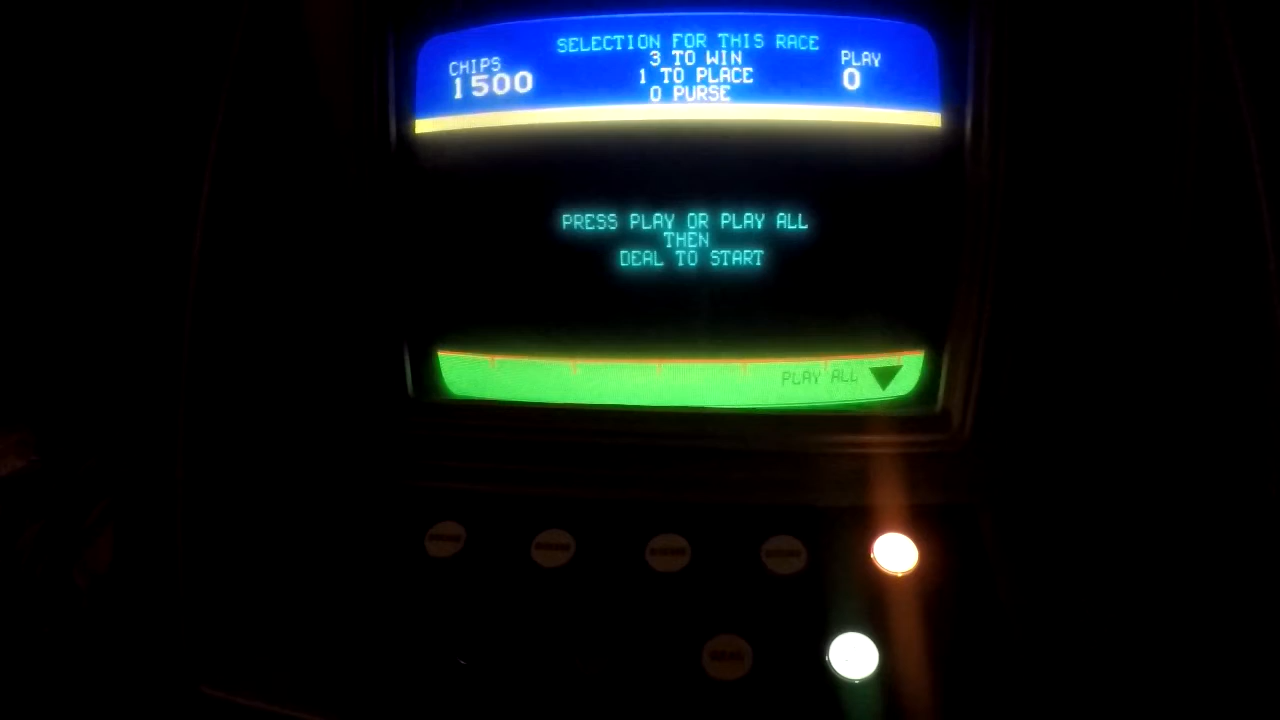 SELECTION FOR THIS RACE
3 TO WIN
1 TO PLACE
0 PURSE
CHIPS
1500
PLAY
0
PRESS PLAY OR PLAY ALL
THEN
DEAL TO START
PLAY ALL